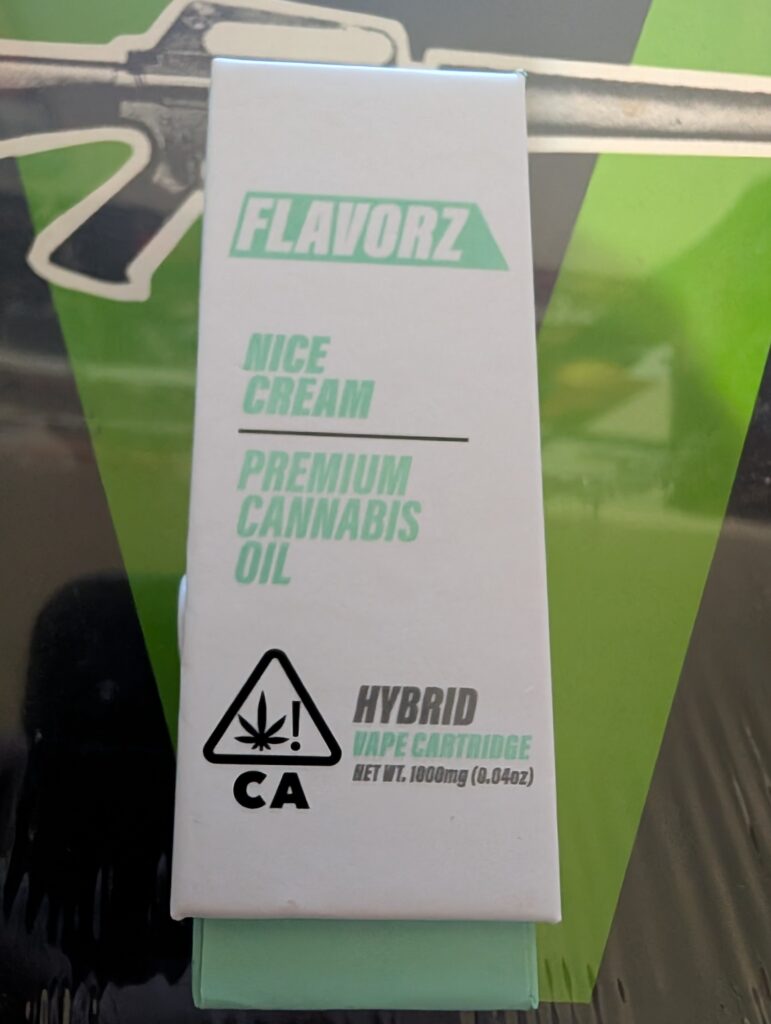 FLAVORZ
NICE
CREAM
PREMIUM
CANNABIS
OIL
!
CA
HYBRID
VAPE CARTRIDGE
NET WT. 1000mg (0.04oz)